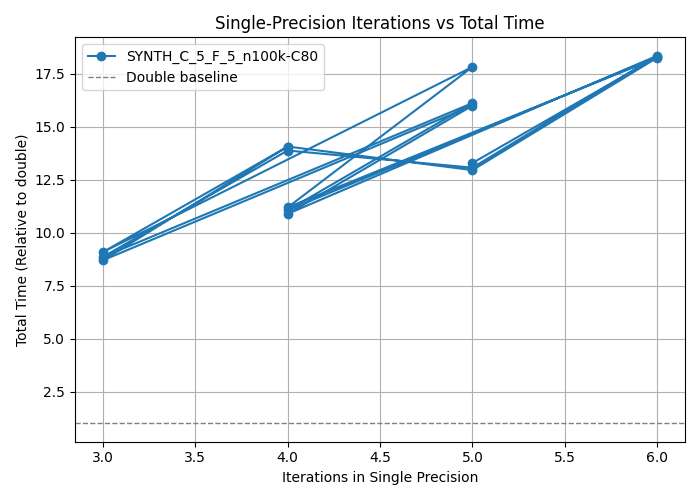 Single-Precision Iterations vs Total Time
SYNTH_C_5_F_5_n100k-C80
Double baseline
Total Time (Relative to double)
17.5
15.0
12.5
10.0
7.5
5.0
2.5
3.0 3.5 4.0 4.5 5.0 5.5 6.0
Iterations in Single Precision